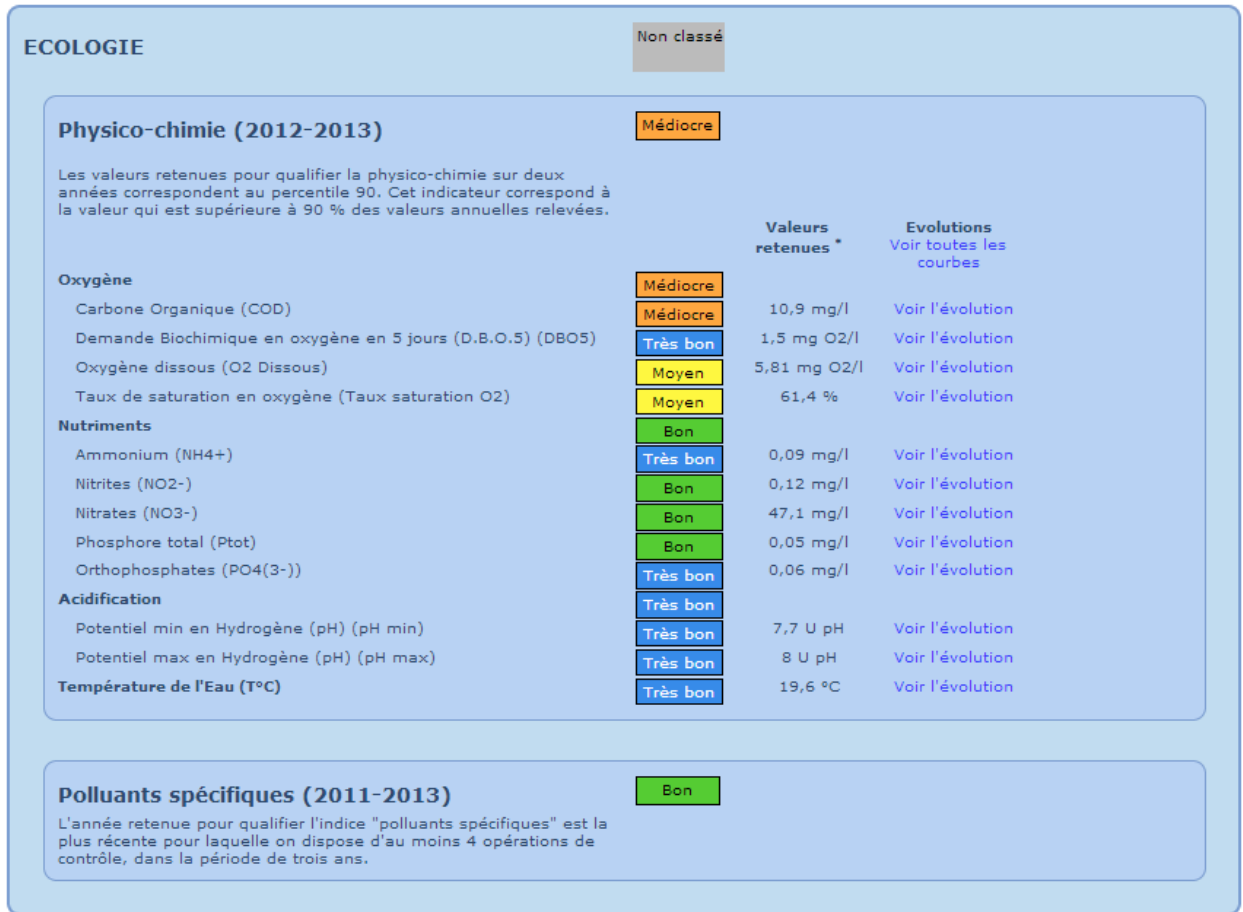 ECOLOGIE
Non classé
Physico-chimie (2012-2013)
Médiocre
Les valeurs retenues pour qualifier la physico-chimie sur deux
années correspondent au percentile 90. Cet indicateur correspond à
la valeur qui est supérieure à 90 % des valeurs annuelles relevées.
Valeurs
retenues *
Evolutions
Voir toutes les
courbes
Oxygène Médiocre
Carbone Organique (COD) Médiocre 10,9 mg/l Voir l'évolution
Demande Biochimique en oxygène en 5 jours (D.B.O.5) (DBO5) Très bon 1,5 mg O2/l Voir l'évolution
Oxygène dissous (O2 Dissous) Moyen 5,81 mg O2/l Voir l'évolution
Taux de saturation en oxygène (Taux saturation O2) Moyen 61,4 % Voir l'évolution
Nutriments Bon
Ammonium (NH4+) Très bon 0,09 mg/l Voir l'évolution
Nitrites (NO2-) Bon 0,12 mg/l Voir l'évolution
Nitrates (NO3-) Bon 47,1 mg/l Voir l'évolution
Phosphore total (Ptot) Bon 0,05 mg/l Voir l'évolution
Orthophosphates (PO4(3-)) Très bon 0,06 mg/l Voir l'évolution
Acidification Très bon
Potentiel min en Hydrogène (pH) (pH min) Très bon 7,7 U pH Voir l'évolution
Potentiel max en Hydrogène (pH) (pH max) Très bon 8 U pH Voir l'évolution
Température de l'Eau (T°C) Très bon 19,6 °C Voir l'évolution
Polluants spécifiques (2011-2013)
Bon
L'année retenue pour qualifier l'indice "polluants spécifiques" est la
plus récente pour laquelle on dispose d'au moins 4 opérations de
contrôle, dans la période de trois ans.